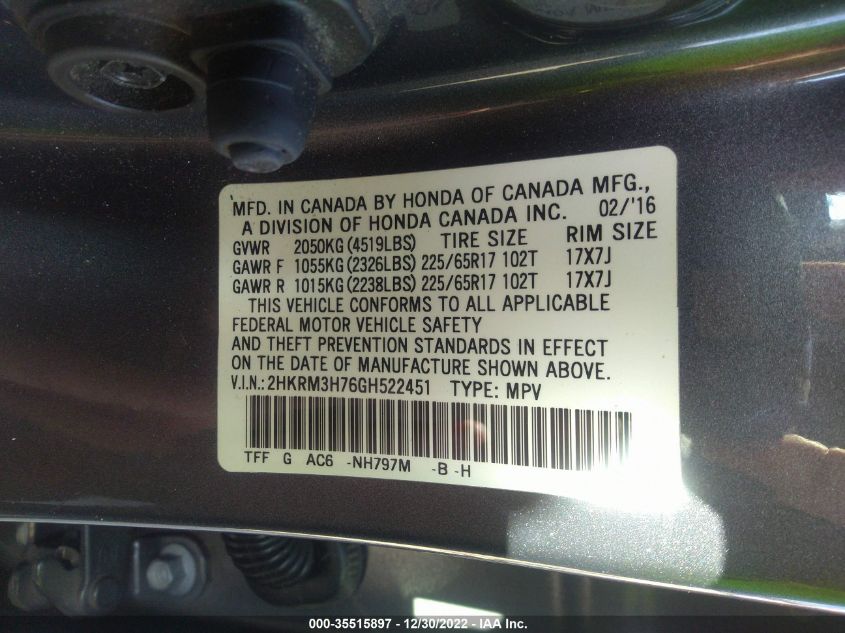 MFD. IN CANADA BY HONDA OF CANADA MFG.,
A DIVISION OF HONDA CANADA INC. 02/'16
GVWR 2050KG(4519LBS) TIRE SIZE RIM SIZE
GAWR F 1055KG(2326LBS) 225/65R17 102T 17X7J
GAWR R 1015KG(2238LBS) 225/65R17 102T 17X7J
THIS VEHICLE CONFORMS TO ALL APPLICABLE
FEDERAL MOTOR VEHICLE SAFETY
AND THEFT PREVENTION STANDARDS IN EFFECT
ON THE DATE OF MANUFACTURE SHOWN ABOVE.
V.I.N.: 2HKRM3H76GH522451 TYPE: MPV
TFF G AC6 -NH797M -B -H
000-35515897 - 12/30/2022 - IAA Inc.